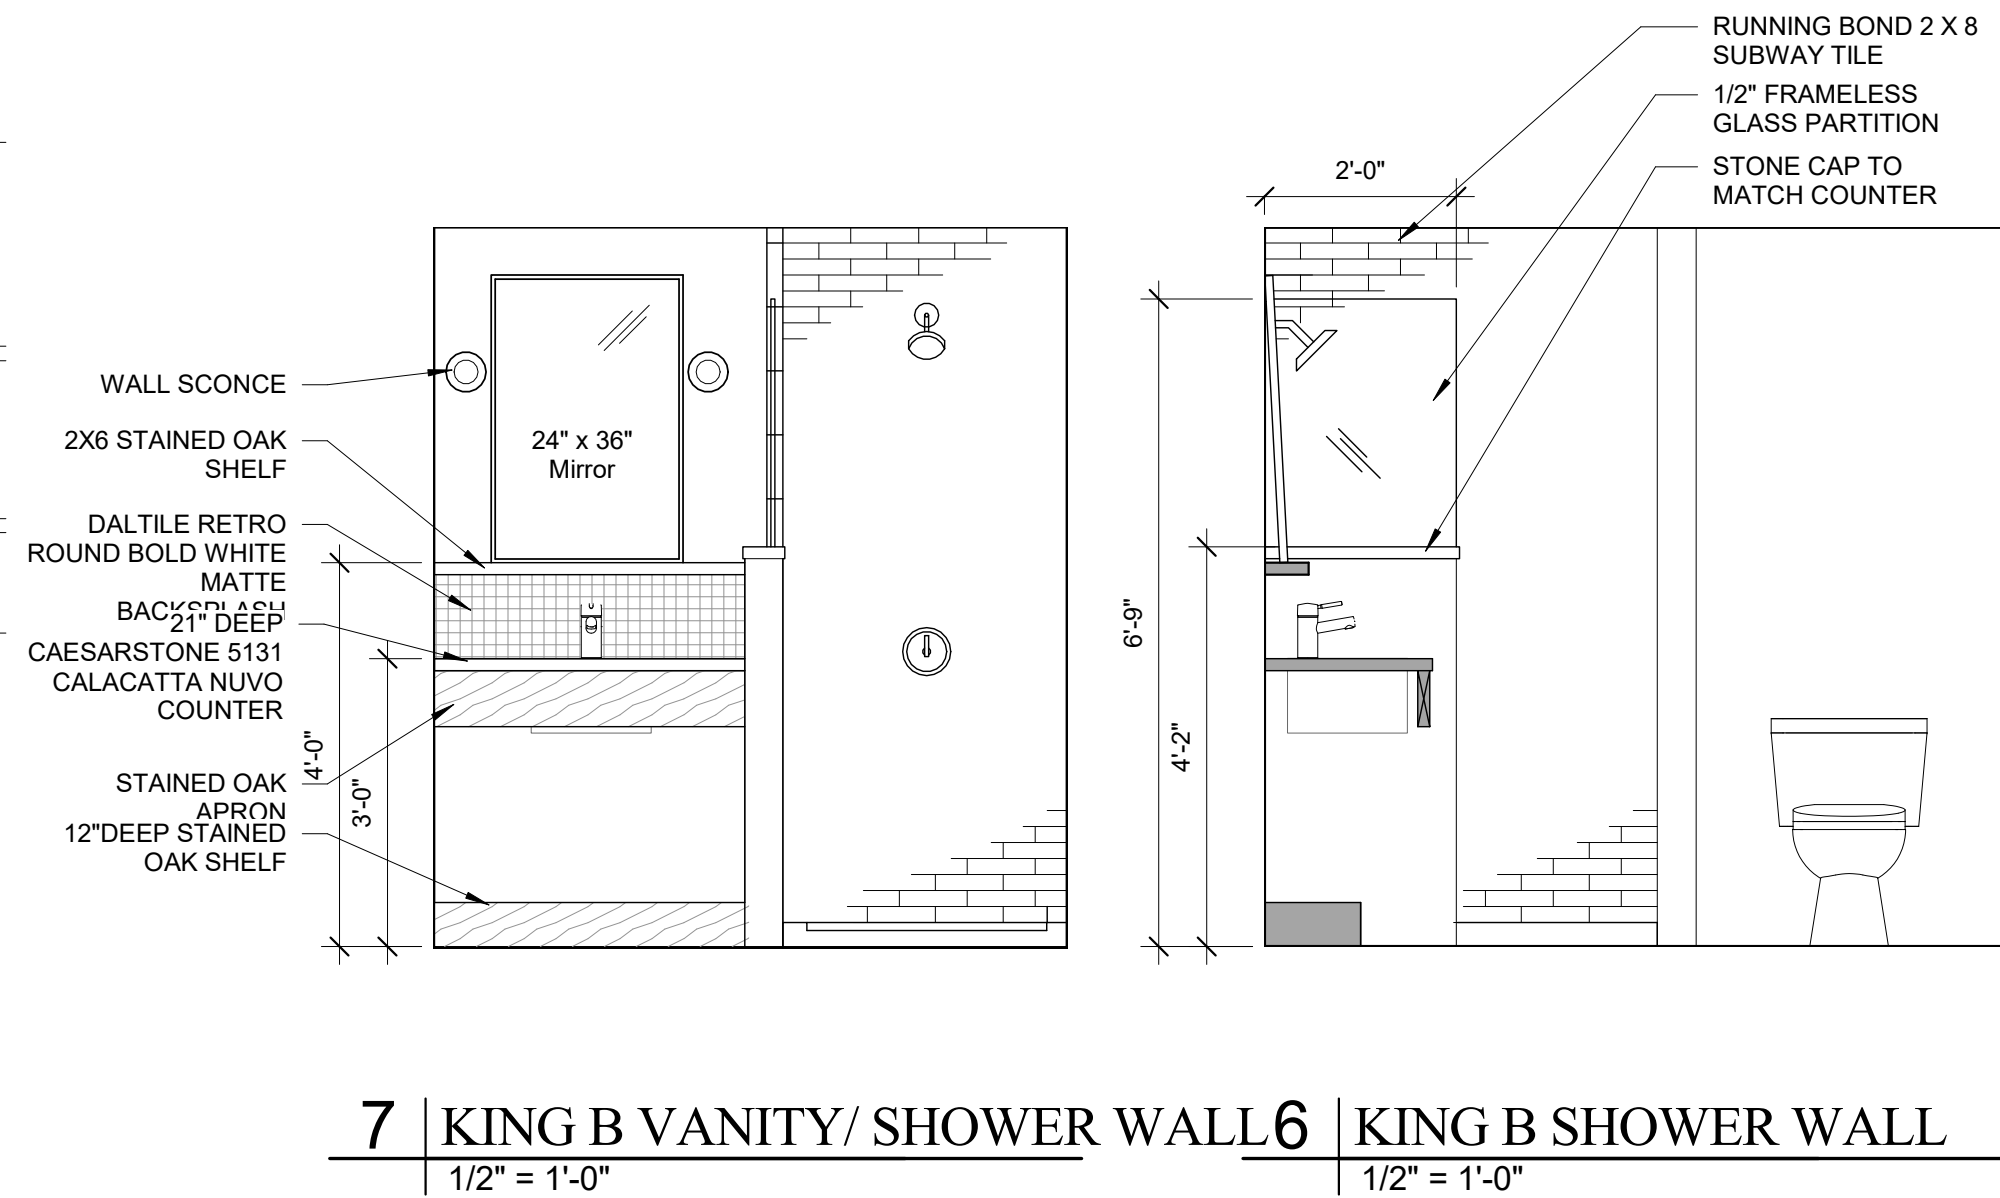 RUNNING BOND 2 X 8
SUBWAY TILE
1/2" FRAMELESS
GLASS PARTITION
STONE CAP TO
MATCH COUNTER
2'-0"
WALL SCONCE
2X6 STAINED OAK
SHELF
24" x 36"
Mirror
DALTILE RETRO
ROUND BOLD WHITE
MATTE
BACKSPLASH
21" DEEP
CAESARSTONE 5131
CALACATTA NUVO
COUNTER
STAINED OAK
APRON
12"DEEP STAINED
OAK SHELF
4'-0"
3'-0"
6'-9"
4'-2"
7
KING B VANITY/ SHOWER WALL
1/2" = 1'-0"
6
KING B SHOWER WALL
1/2" = 1'-0"